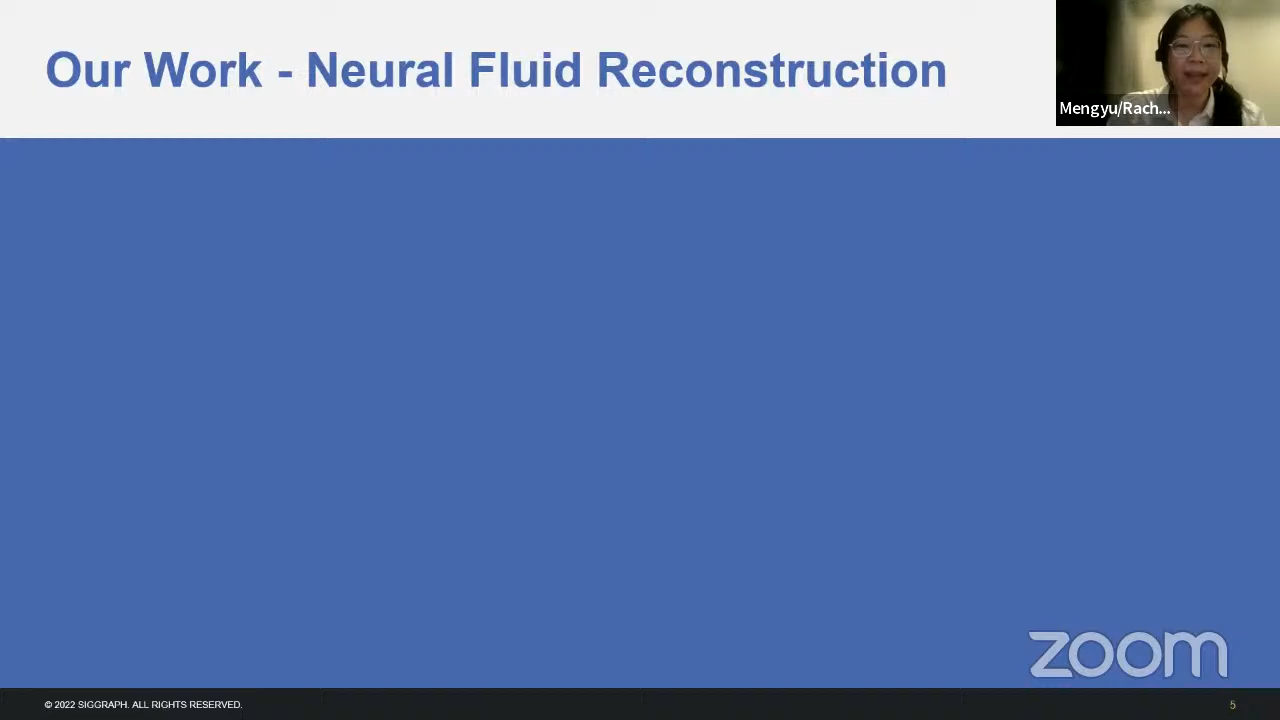 Our Work - Neural Fluid Reconstruction
Mengyu/Rach...
zoom
© 2022 SIGGRAPH. ALL RIGHTS RESERVED.
5